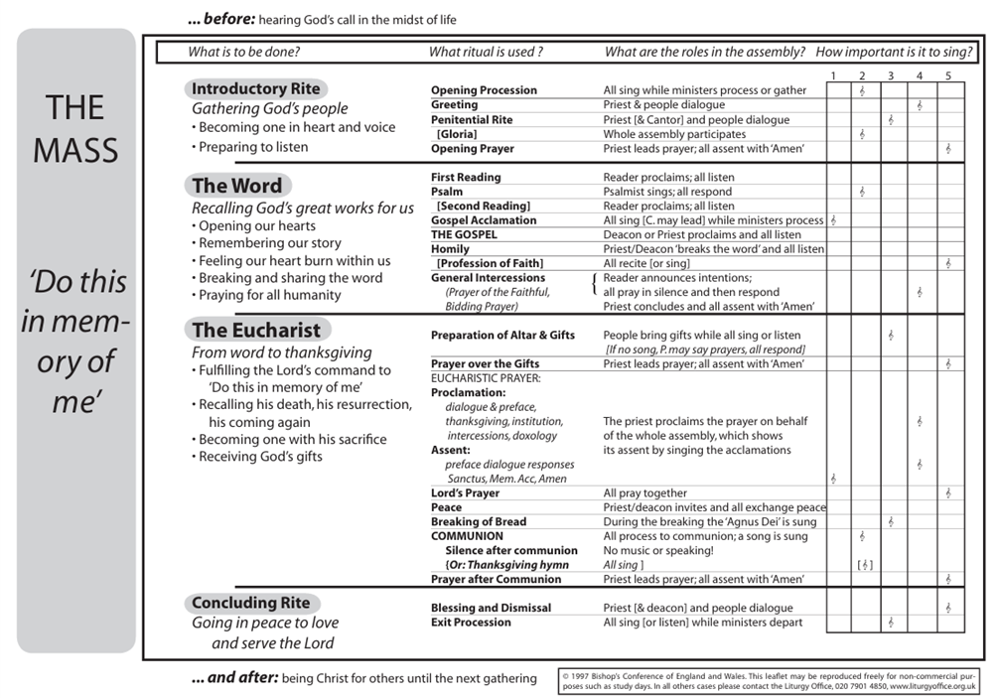 ... before: hearing God's call in the midst of life
THE
MASS
'Do this
in mem-
ory of
me'
What is to be done? What ritual is used ? What are the roles in the assembly? How important is it to sing?
1 2 3 4 5
Introductory Rite
Gathering God's people
• Becoming one in heart and voice
• Preparing to listen
Opening Procession All sing while ministers process or gather
Greeting Priest & people dialogue
Penitential Rite Priest [& Cantor] and people dialogue
[Gloria] Whole assembly participates
Opening Prayer Priest leads prayer; all assent with 'Amen'
The Word
Recalling God's great works for us
• Opening our hearts
• Remembering our story
• Feeling our heart burn within us
• Breaking and sharing the word
• Praying for all humanity
First Reading Reader proclaims; all listen
Psalm Psalmist sings; all respond
[Second Reading] Reader proclaims; all listen
Gospel Acclamation All sing [C. may lead] while ministers process
THE GOSPEL Deacon or Priest proclaims and all listen
Homily Priest/Deacon 'breaks the word' and all listen
[Profession of Faith] All recite [or sing]
General Intercessions { Reader announces intentions;
(Prayer of the Faithful, all pray in silence and then respond
Bidding Prayer) Priest concludes and all assent with 'Amen'
The Eucharist
From word to thanksgiving
• Fulfilling the Lord's command to
'Do this in memory of me'
• Recalling his death, his resurrection,
his coming again
• Becoming one with his sacrifice
• Receiving God's gifts
Preparation of Altar & Gifts People bring gifts while all sing or listen
[If no song, P. may say prayers, all respond]
Prayer over the Gifts Priest leads prayer; all assent with 'Amen'
EUCHARISTIC PRAYER:
Proclamation:
dialogue & preface,
thanksgiving, institution, The priest proclaims the prayer on behalf
intercessions, doxology of the whole assembly, which shows
Assent: its assent by singing the acclamations
preface dialogue responses
Sanctus, Mem. Acc, Amen
Lord's Prayer All pray together
Peace Priest/deacon invites and all exchange peace
Breaking of Bread During the breaking the 'Agnus Dei' is sung
COMMUNION All process to communion; a song is sung
Silence after communion No music or speaking!
(Or: Thanksgiving hymn All sing ] [ ]
Prayer after Communion Priest leads prayer; all assent with 'Amen'
Concluding Rite
Going in peace to love
and serve the Lord
Blessing and Dismissal Priest [& deacon] and people dialogue
Exit Procession All sing [or listen] while ministers depart
... and after: being Christ for others until the next gathering
© 1997 Bishop's Conference of England and Wales. This leaflet may be reproduced freely for non-commercial pur-
poses such as study days. In all others cases please contact the Liturgy Office, 020 7901 4850, www.liturgyoffice.org.uk